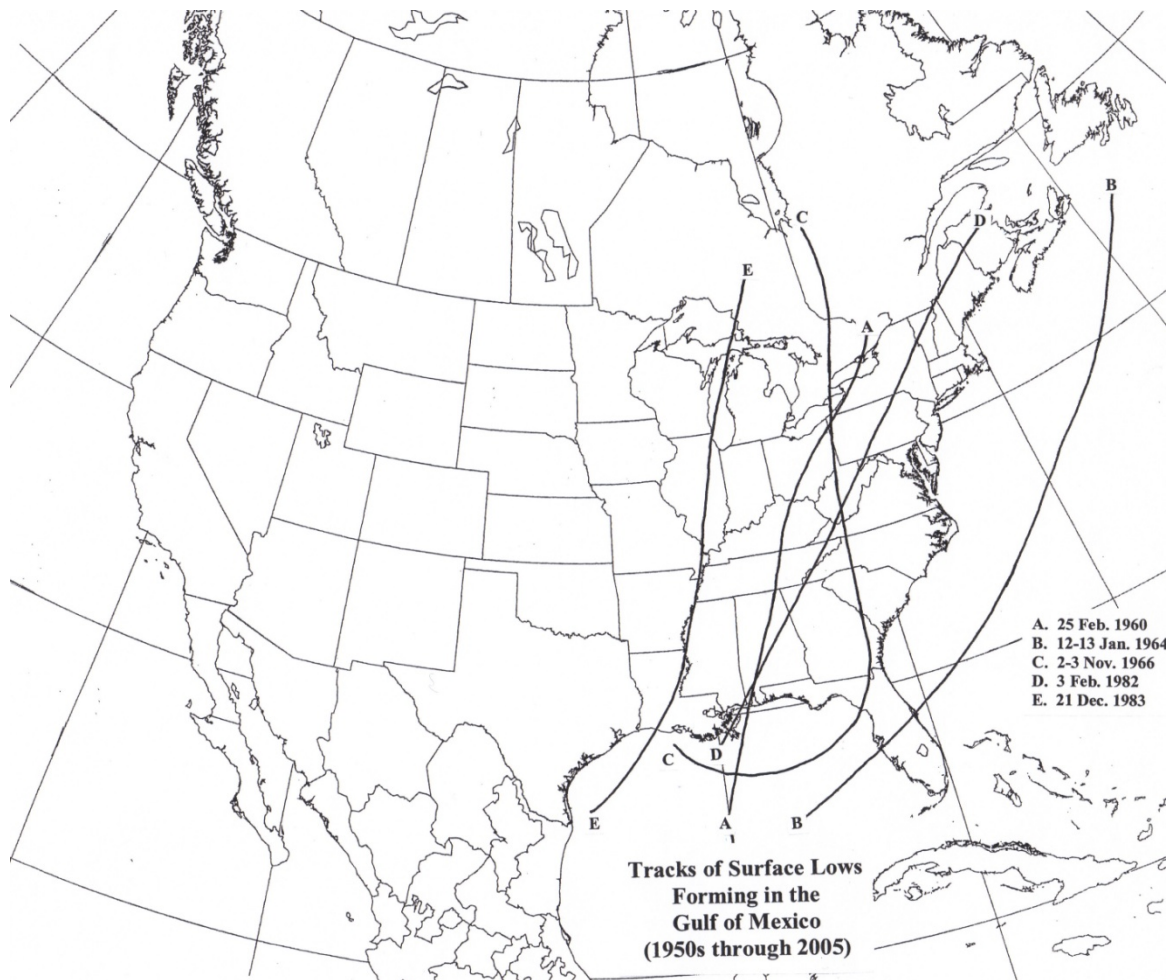 B
C
D
E
A
A. 25 Feb. 1960
B. 12-13 Jan. 1964
C. 2-3 Nov. 1966
D. 3 Feb. 1982
E. 21 Dec. 1983
C
D
E
A
B
Tracks of Surface Lows
Forming in the
Gulf of Mexico
(1950s through 2005)